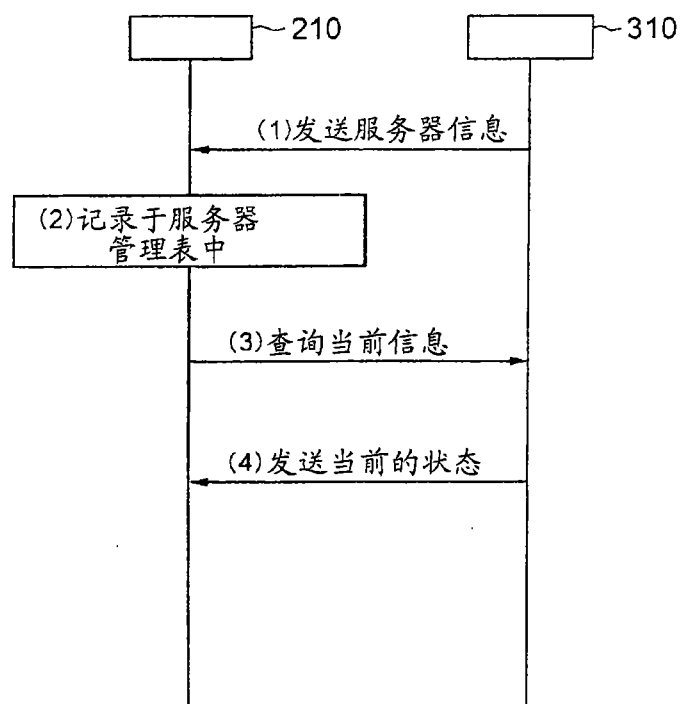 210
310
(1)发送服务器信息
(2)记录于服务器
管理表中
(3)查询当前信息
(4)发送当前的状态